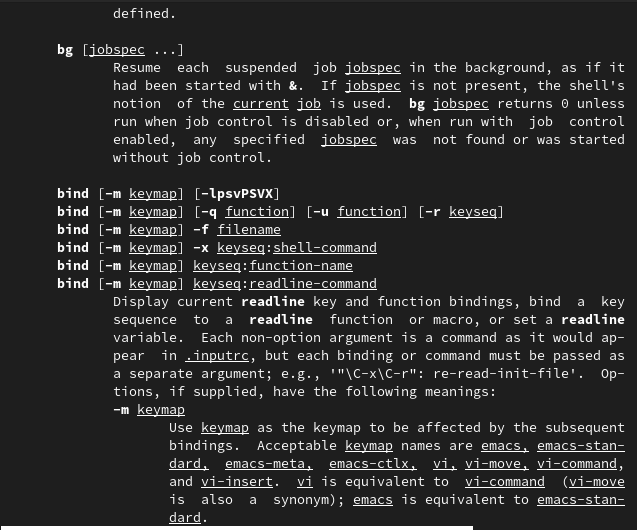 defined.
bg [jobspec ...]
Resume each suspended job jobspec in the background, as if it
had been started with &. If jobspec is not present, the shell's
notion of the current job is used. bg jobspec returns 0 unless
run when job control is disabled or, when run with job control
enabled, any specified jobspec was not found or was started
without job control.
bind [-m keymap] [-lpsvPSVX]
bind [-m keymap] [-q function] [-u function] [-r keyseq]
bind [-m keymap] -f filename
bind [-m keymap] -x keyseq:shell-command
bind [-m keymap] keyseq:function-name
bind [-m keymap] keyseq:readline-command
Display current readline key and function bindings, bind a key
sequence to a readline function or macro, or set a readline
variable. Each non-option argument is a command as it would ap-
pear in .inputrc, but each binding or command must be passed as
a separate argument; e.g., '"\C-x\C-r": re-read-init-file'. Op-
tions, if supplied, have the following meanings:
-m keymap
Use keymap as the keymap to be affected by the subsequent
bindings. Acceptable keymap names are emacs, emacs-stan-
dard, emacs-meta, emacs-ctlx, vi, vi-move, vi-command,
and vi-insert. vi is equivalent to vi-command (vi-move
is also a synonym); emacs is equivalent to emacs-stan-
dard.